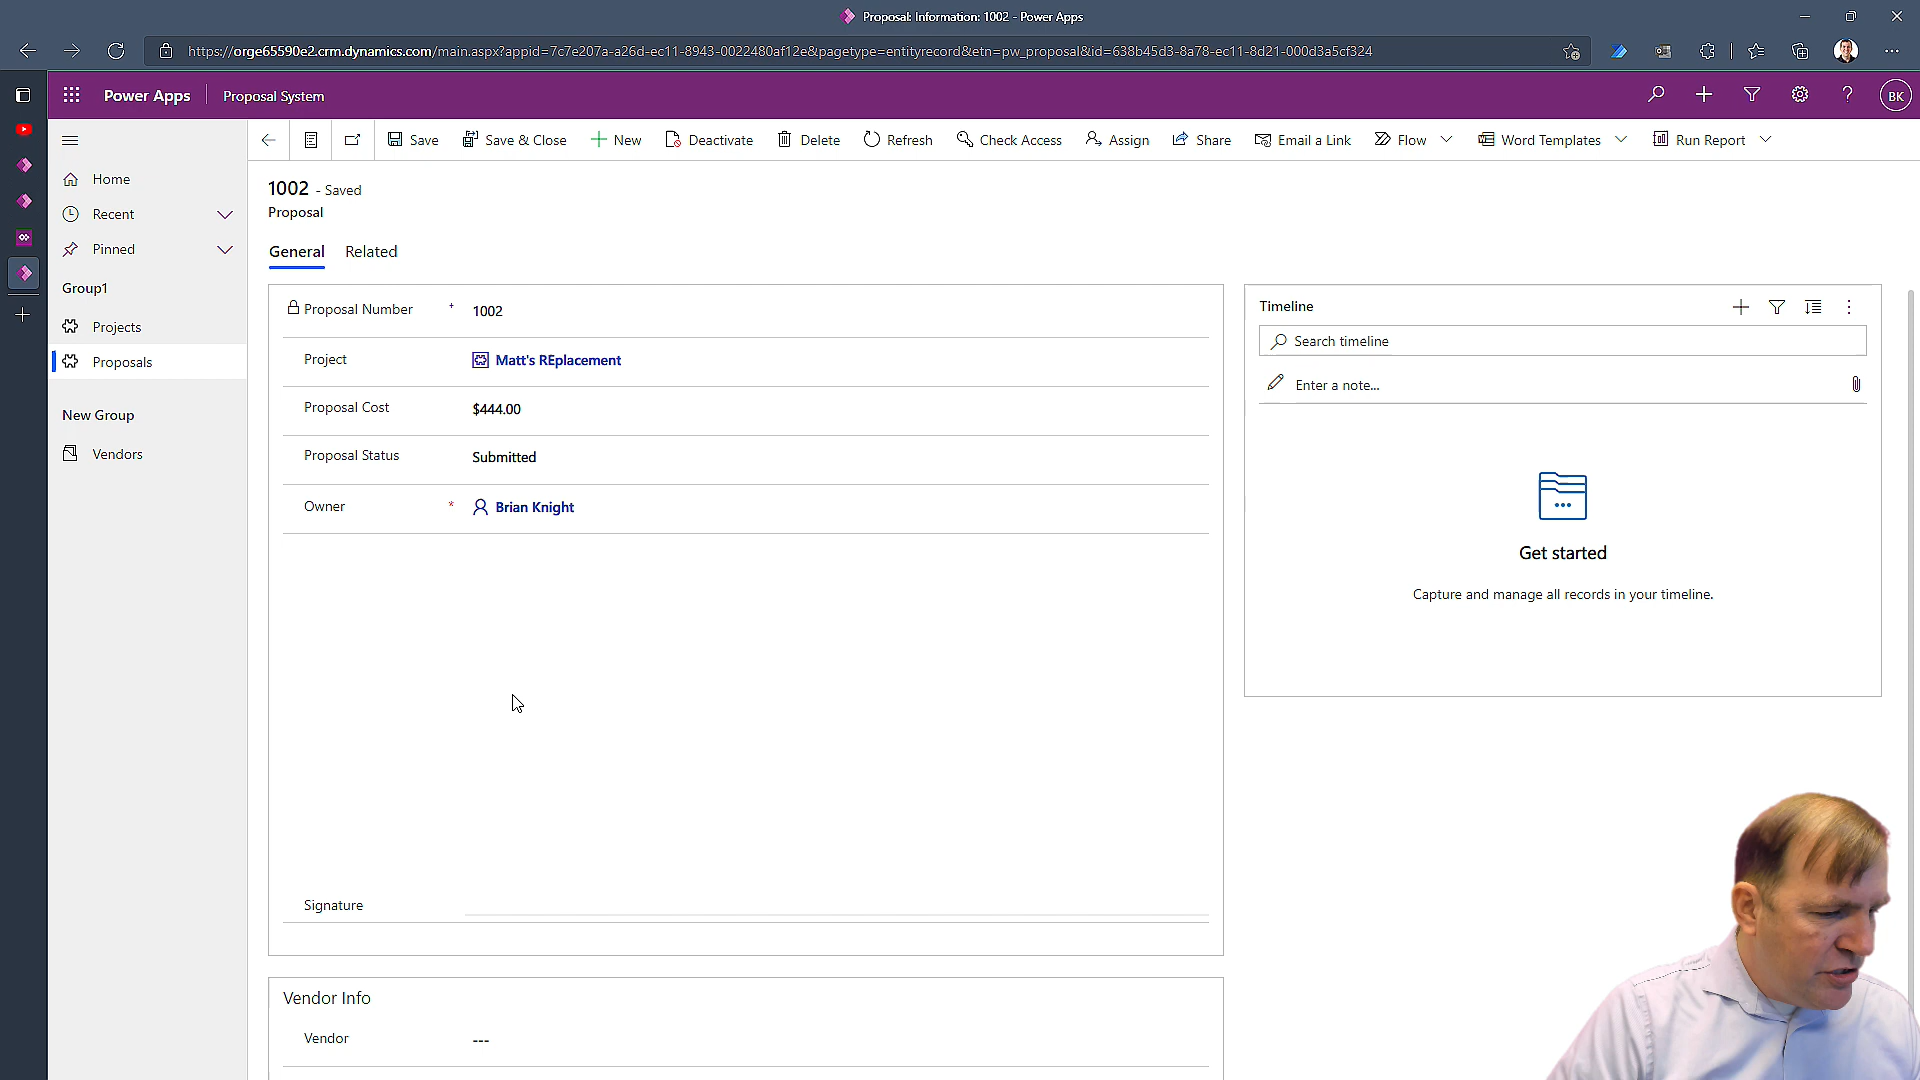 Proposal: Information: 1002 - Power Apps
https://orge65590e2.crm.dynamics.com/main.aspx?appid=7c7e207a-a26d-ec11-8943-0022480af12e&pagetype=entityrecord&etn=pw_proposal&id=638b45d3-8a78-ec11-8d21-000d3a5cf324
Power Apps
Proposal System
BK
Save
Save & Close
New
Deactivate
Delete
Refresh
Check Access
Assign
Share
Email a Link
Flow
Word Templates
Run Report
Home
Recent
Pinned
Group1
Projects
Proposals
New Group
Vendors
1002 - Saved
Proposal
General
Related
Proposal Number + 1002
Project Matt's REplacement
Proposal Cost $444.00
Proposal Status Submitted
Owner * Brian Knight
Signature
Vendor Info
Vendor ---
Timeline
Search timeline
Enter a note...
Get started
Capture and manage all records in your timeline.